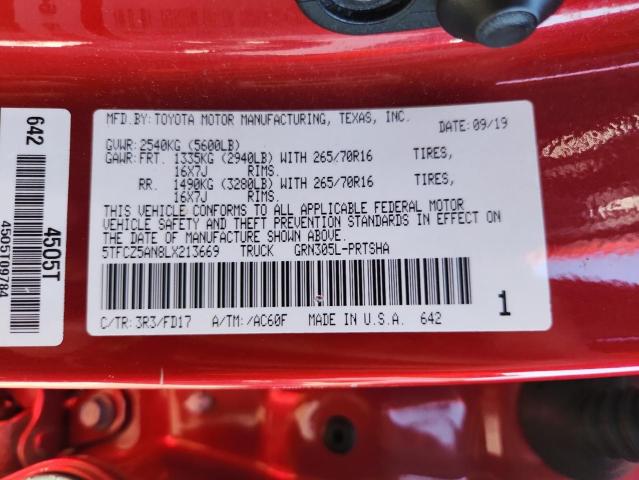 MFD.BY:TOYOTA MOTOR MANUFACTURING, TEXAS, INC.
DATE:09/19
GVWR:2540KG (5600LB)
GAWR:FRT. 1335KG (2940LB) WITH 265/70R16 TIRES,
16X7J RIMS.
RR. 1490KG (3280LB) WITH 265/70R16 TIRES,
16X7J RIMS.
THIS VEHICLE CONFORMS TO ALL APPLICABLE FEDERAL MOTOR
VEHICLE SAFETY AND THEFT PREVENTION STANDARDS IN EFFECT ON
THE DATE OF MANUFACTURE SHOWN ABOVE.
5TFCZ5AN8LX213669 TRUCK GRN305L-PRTSHA
C/TR:3R3/FD17 A/TM:/AC60F MADE IN U.S.A. 642
1
642
4505T
4505T09784